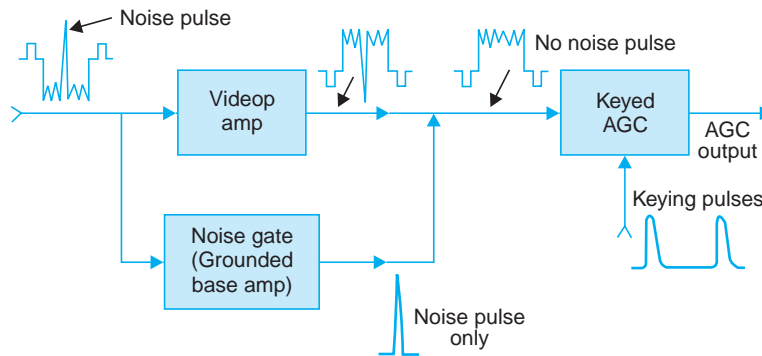 Noise pulse
No noise pulse
Videop
amp
Keyed
AGC
AGC
output
Keying pulses
Noise gate
(Grounded
base amp)
Noise pulse
only